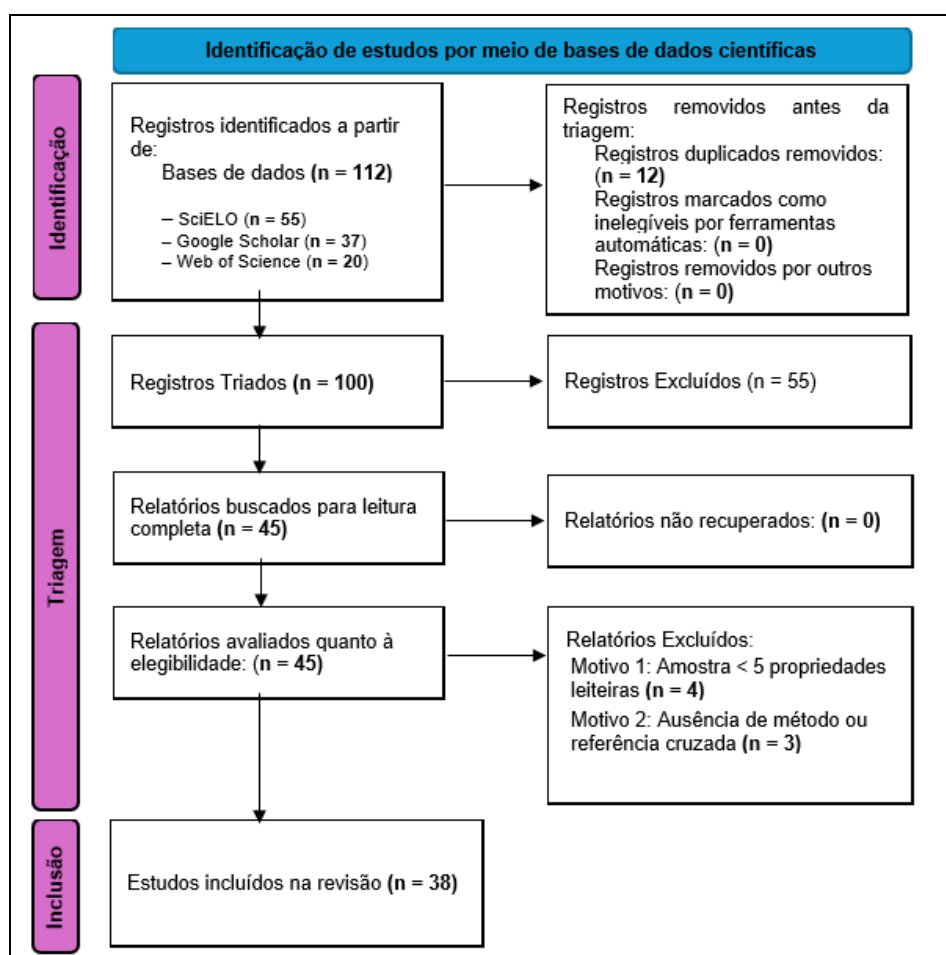 Identificação de estudos por meio de bases de dados científicas
Identificação
Registros identificados a partir
de:
Bases de dados (n = 112)
– SciELO (n = 55)
– Google Scholar (n = 37)
– Web of Science (n = 20)
Registros removidos antes da
triagem:
Registros duplicados removidos:
(n = 12)
Registros marcados como
inelegíveis por ferramentas
automáticas: (n = 0)
Registros removidos por outros
motivos: (n = 0)
Triagem
Registros Triados (n = 100)
Registros Excluídos (n = 55)
Relatórios buscados para leitura
completa (n = 45)
Relatórios não recuperados: (n = 0)
Relatórios avaliados quanto à
elegibilidade: (n = 45)
Relatórios Excluídos:
Motivo 1: Amostra < 5 propriedades
leiteiras (n = 4)
Motivo 2: Ausência de método ou
referência cruzada (n = 3)
Inclusão
Estudos incluídos na revisão (n = 38)